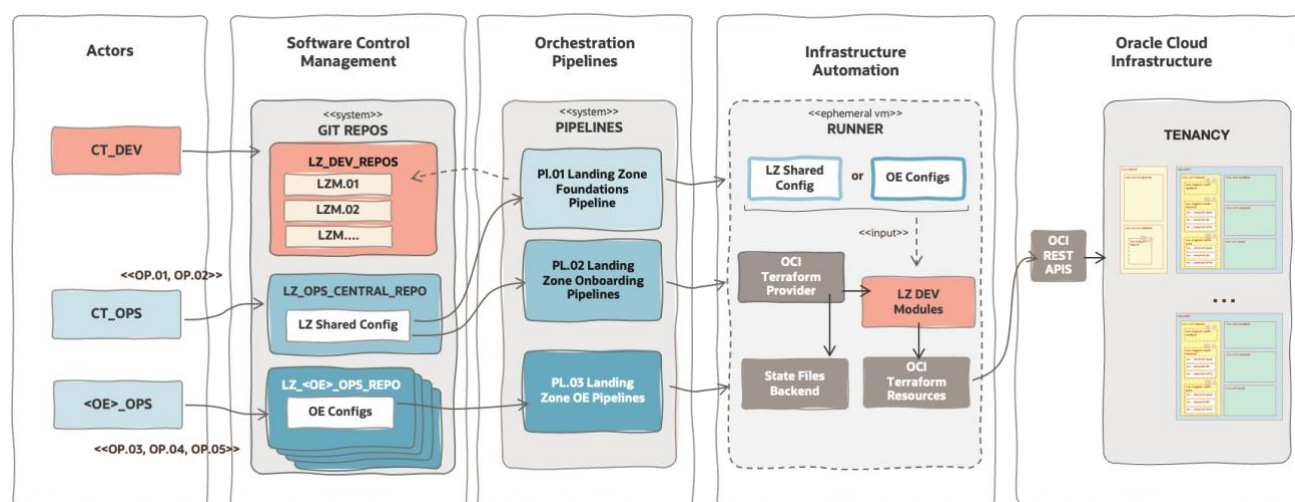 Actors
CT_DEV
<<OP.01, OP.02>>
CT_OPS
<OE>_OPS
<<OP.03, OP.04, OP.05>>
Software Control
Management
<<system>>
GIT REPOS
LZ_DEV_REPOS
LZM.01
LZM.02
LZM....
LZ_OPS_CENTRAL_REPO
LZ Shared Config
LZ_<OE>_OPS_REPO
OE Configs
Orchestration
Pipelines
<<system>>
PIPELINES
Pl.01 Landing Zone
Foundations
Pipeline
PL.02 Landing
Zone Onboarding
Pipelines
PL.03 Landing
Zone OE Pipelines
Infrastructure
Automation
<<ephemeral vm>>
RUNNER
LZ Shared
Config
or
OE Configs
<<input>>
OCI
Terraform
Provider
LZ DEV
Modules
State Files
Backend
OCI
Terraform
Resources
Oracle Cloud
Infrastructure
OCI
REST
APIS
TENANCY
...